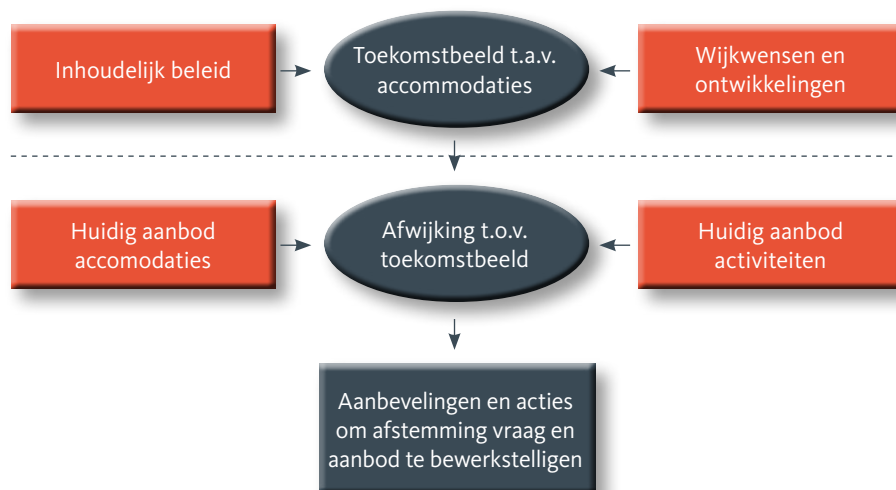 Inhoudelijk beleid
Toekomstbeeld t.a.v.
accommodaties
Wijkwensen en
ontwikkelingen
Huidig aanbod
accomodaties
Afwijking t.o.v.
toekomstbeeld
Huidig aanbod
activiteiten
Aanbevelingen en acties
om afstemming vraag en
aanbod te bewerkstelligen